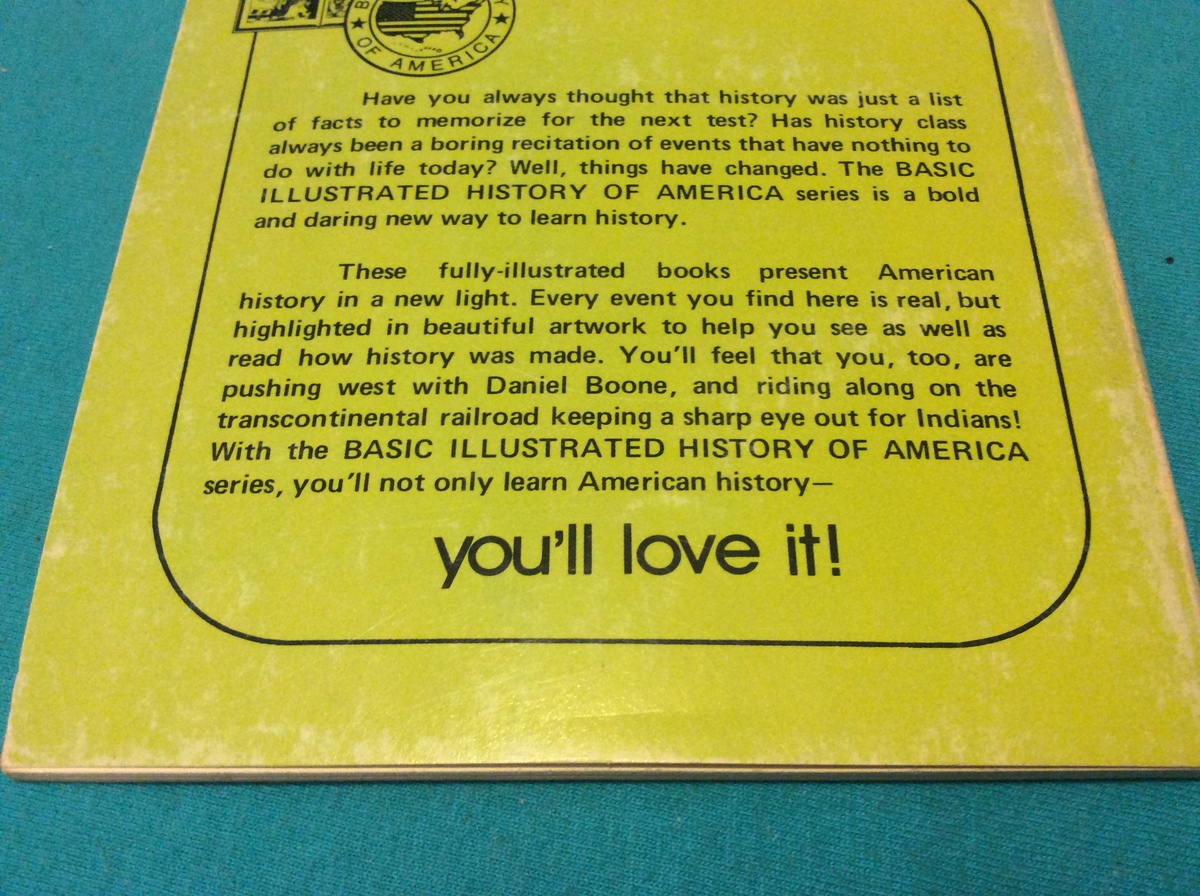 OF AMERICA
Have you always thought that history was just a list
of facts to memorize for the next test? Has history class
always been a boring recitation of events that have nothing to
do with life today? Well, things have changed. The BASIC
ILLUSTRATED HISTORY OF AMERICA series is a bold
and daring new way to learn history.
These fully-illustrated books present American
history in a new light. Every event you find here is real, but
highlighted in beautiful artwork to help you see as well as
read how history was made. You'll feel that you, too, are
pushing west with Daniel Boone, and riding along on the
transcontinental railroad keeping a sharp eye out for Indians!
With the BASIC ILLUSTRATED HISTORY OF AMERICA
series, you'll not only learn American history—
you'll love it!